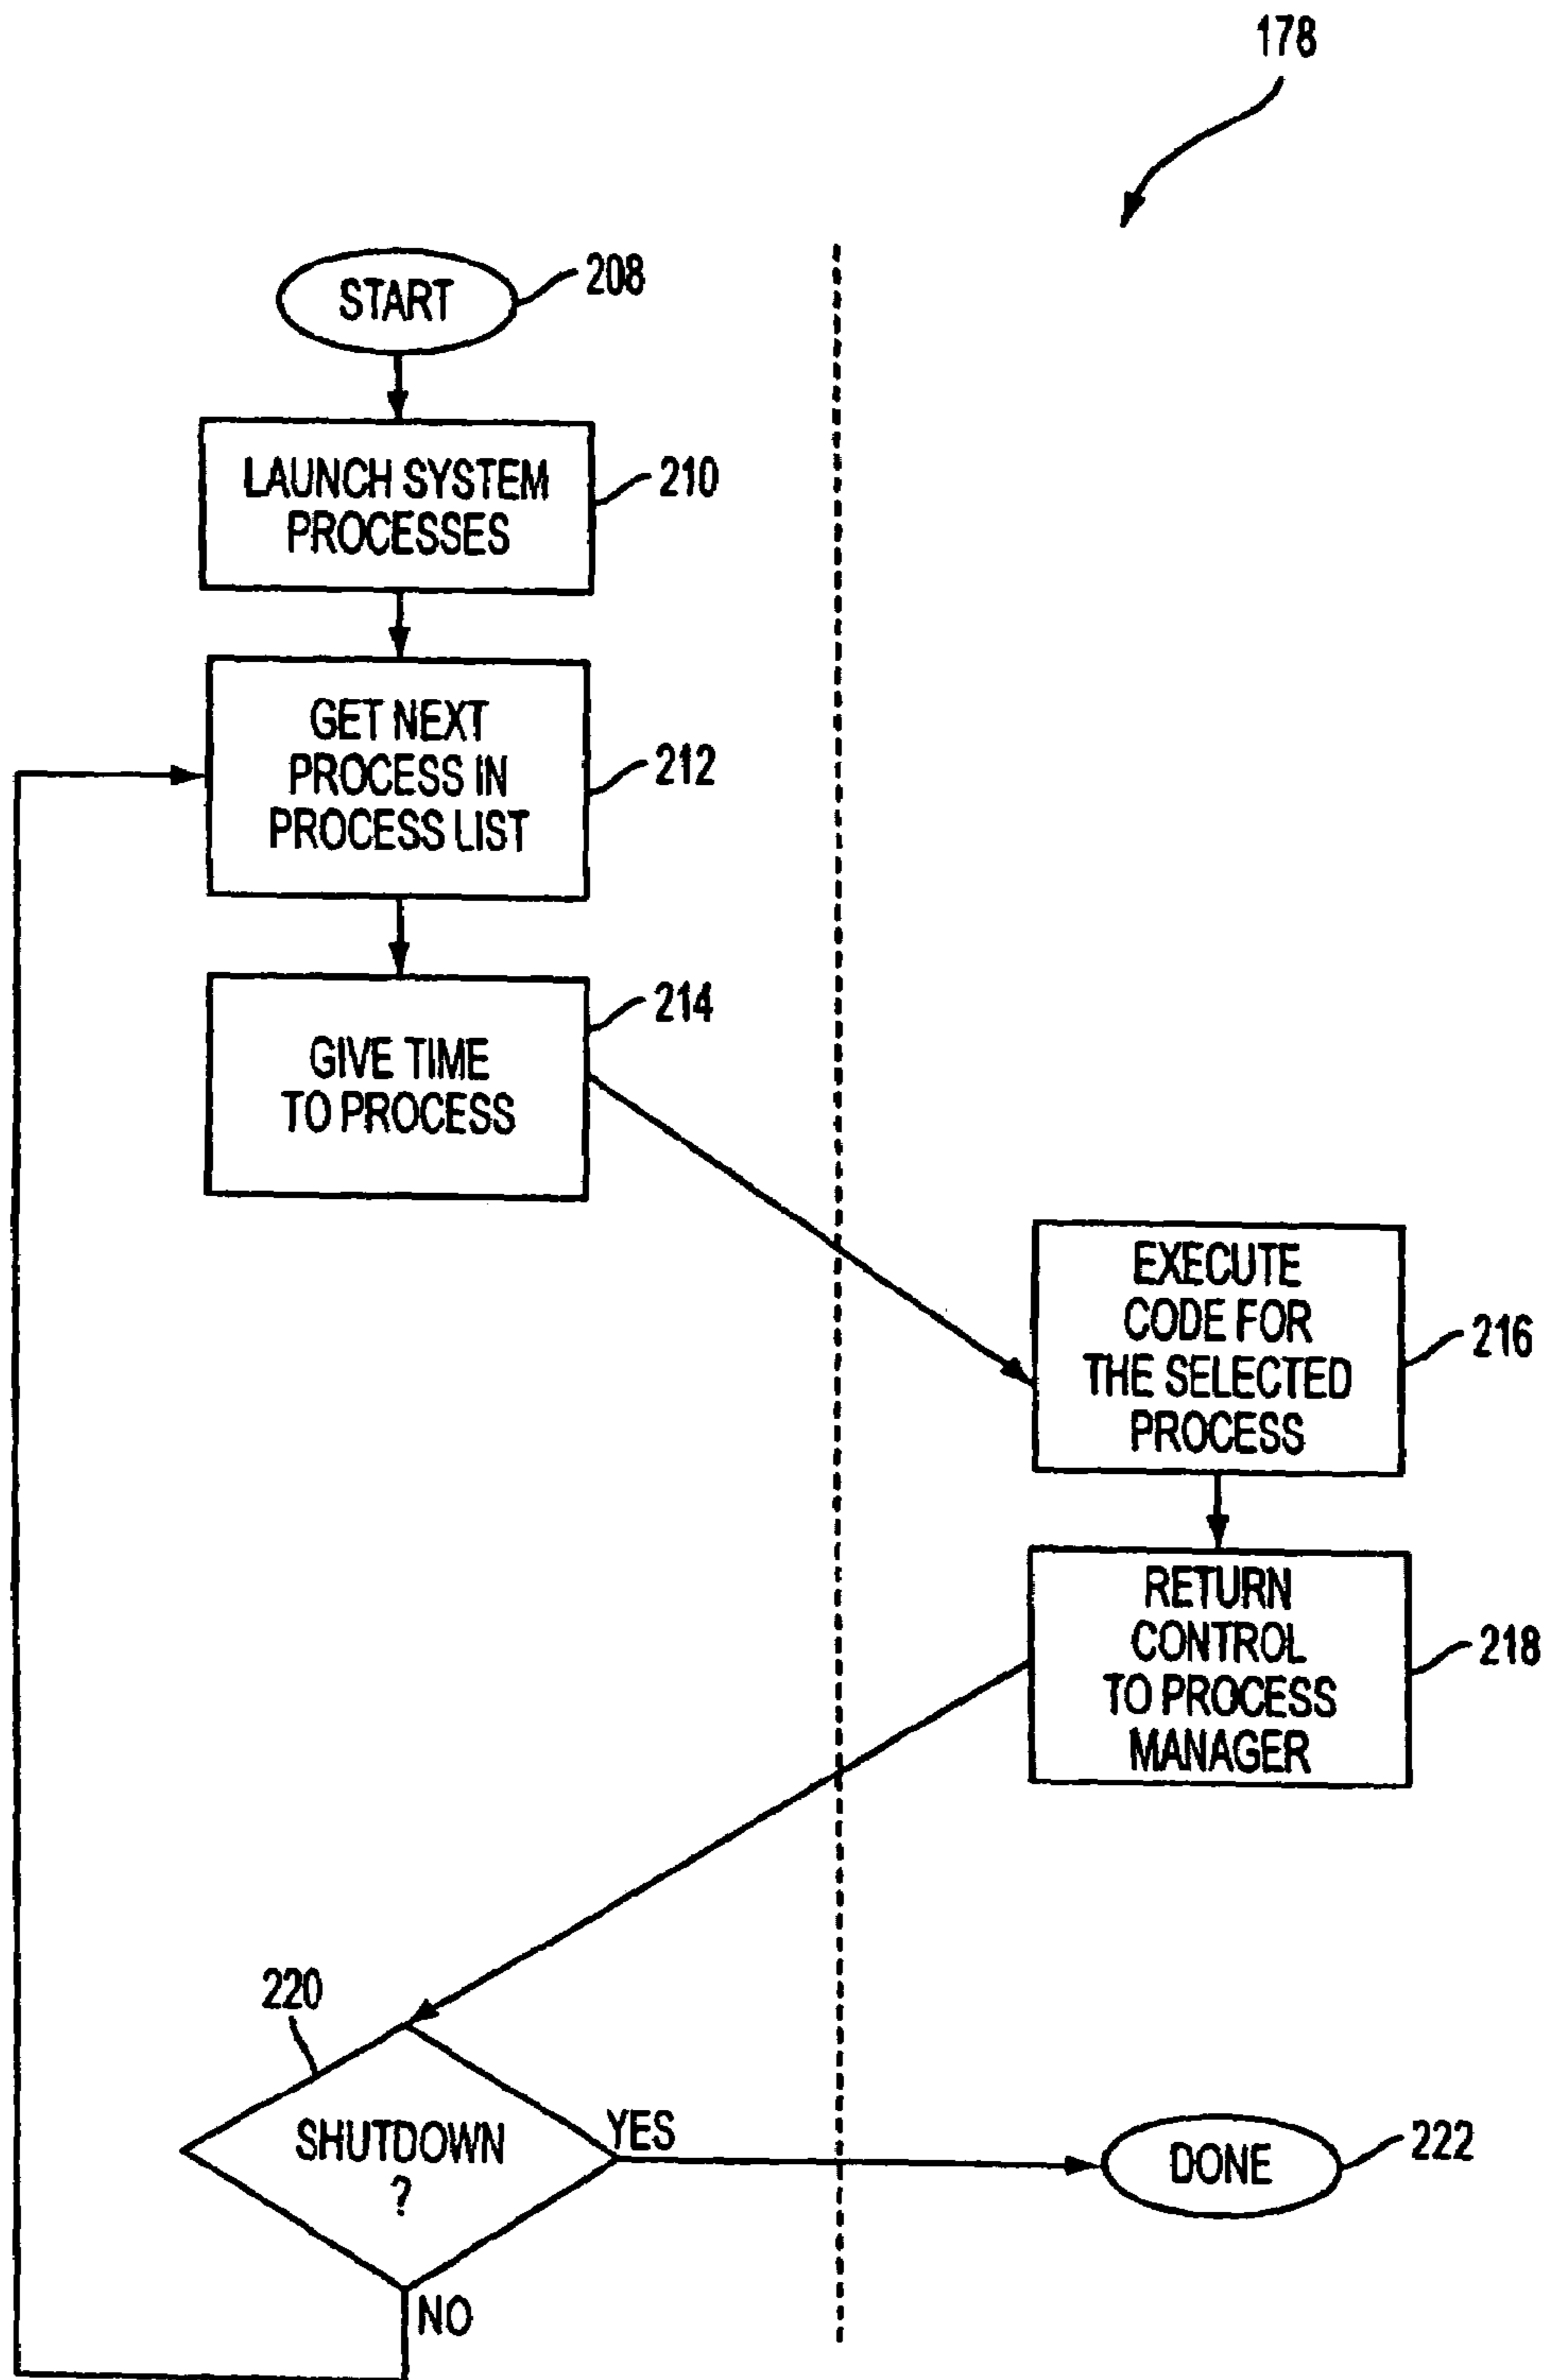 178
START
208
LAUNCH SYSTEM
PROCESSES
210
GET NEXT
PROCESS IN
PROCESS LIST
212
GIVE TIME
TO PROCESS
214
EXECUTE
CODE FOR
THE SELECTED
PROCESS
216
RETURN
CONTROL
TO PROCESS
MANAGER
218
220
SHUTDOWN
?
YES
NO
DONE
222